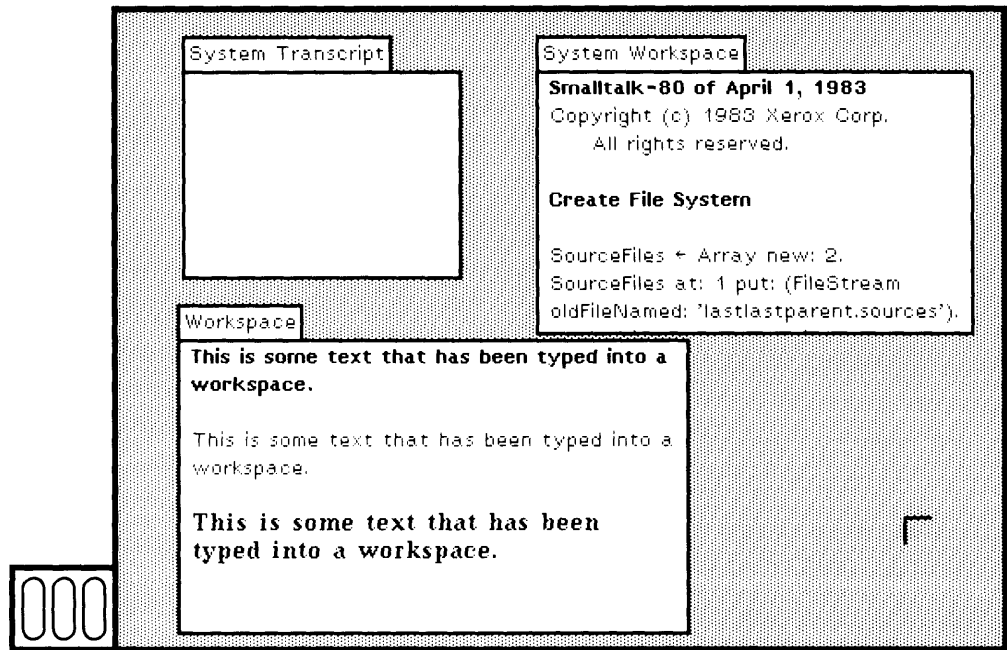 System Transcript
System Workspace
Smalltalk-80 of April 1, 1983
Copyright (c) 1983 Xerox Corp.
All rights reserved.
Create File System
SourceFiles ← Array new: 2.
SourceFiles at: 1 put: (FileStream
oldFileNamed: 'lastlastparent.sources').
Workspace
This is some text that has been typed into a
workspace.
This is some text that has been typed into a
workspace.
This is some text that has been
typed into a workspace.